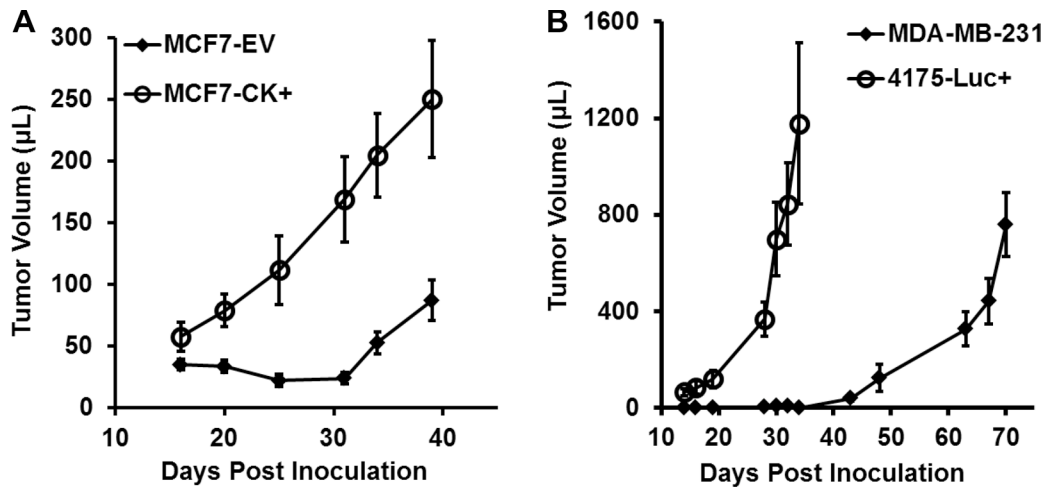 A
MCF7-EV
MCF7-CK+
Tumor Volume (µL)
300
250
200
150
100
50
0
10 20 30 40
Days Post Inoculation
B
MDA-MB-231
4175-Luc+
Tumor Volume (µL)
1600
1200
800
400
0
10 20 30 40 50 60 70
Days Post Inoculation